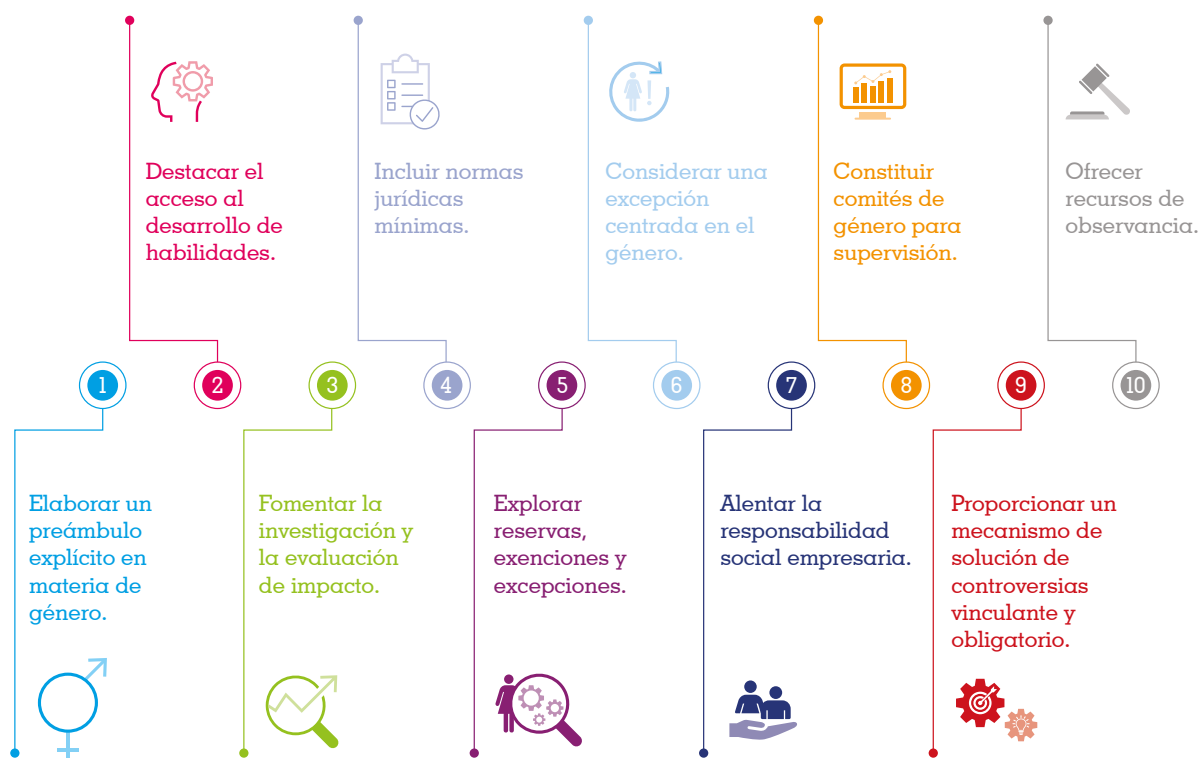 Destacar el
acceso al
desarrollo de
habilidades.
Incluir normas
jurídicas
mínimas.
Considerar una
excepción
centrada en el
género.
Constituir
comités de
género para
supervisión.
Ofrecer
recursos de
observancia.
1
2
3
4
5
6
7
8
9
10
Elaborar un
preámbulo
explícito en
materia de
género.
Fomentar la
investigación y
la evaluación
de impacto.
Explorar
reservas,
exenciones y
excepciones.
Alentar la
responsabilidad
social empresaria.
Proporcionar un
mecanismo de
solución de
controversias
vinculante y
obligatorio.